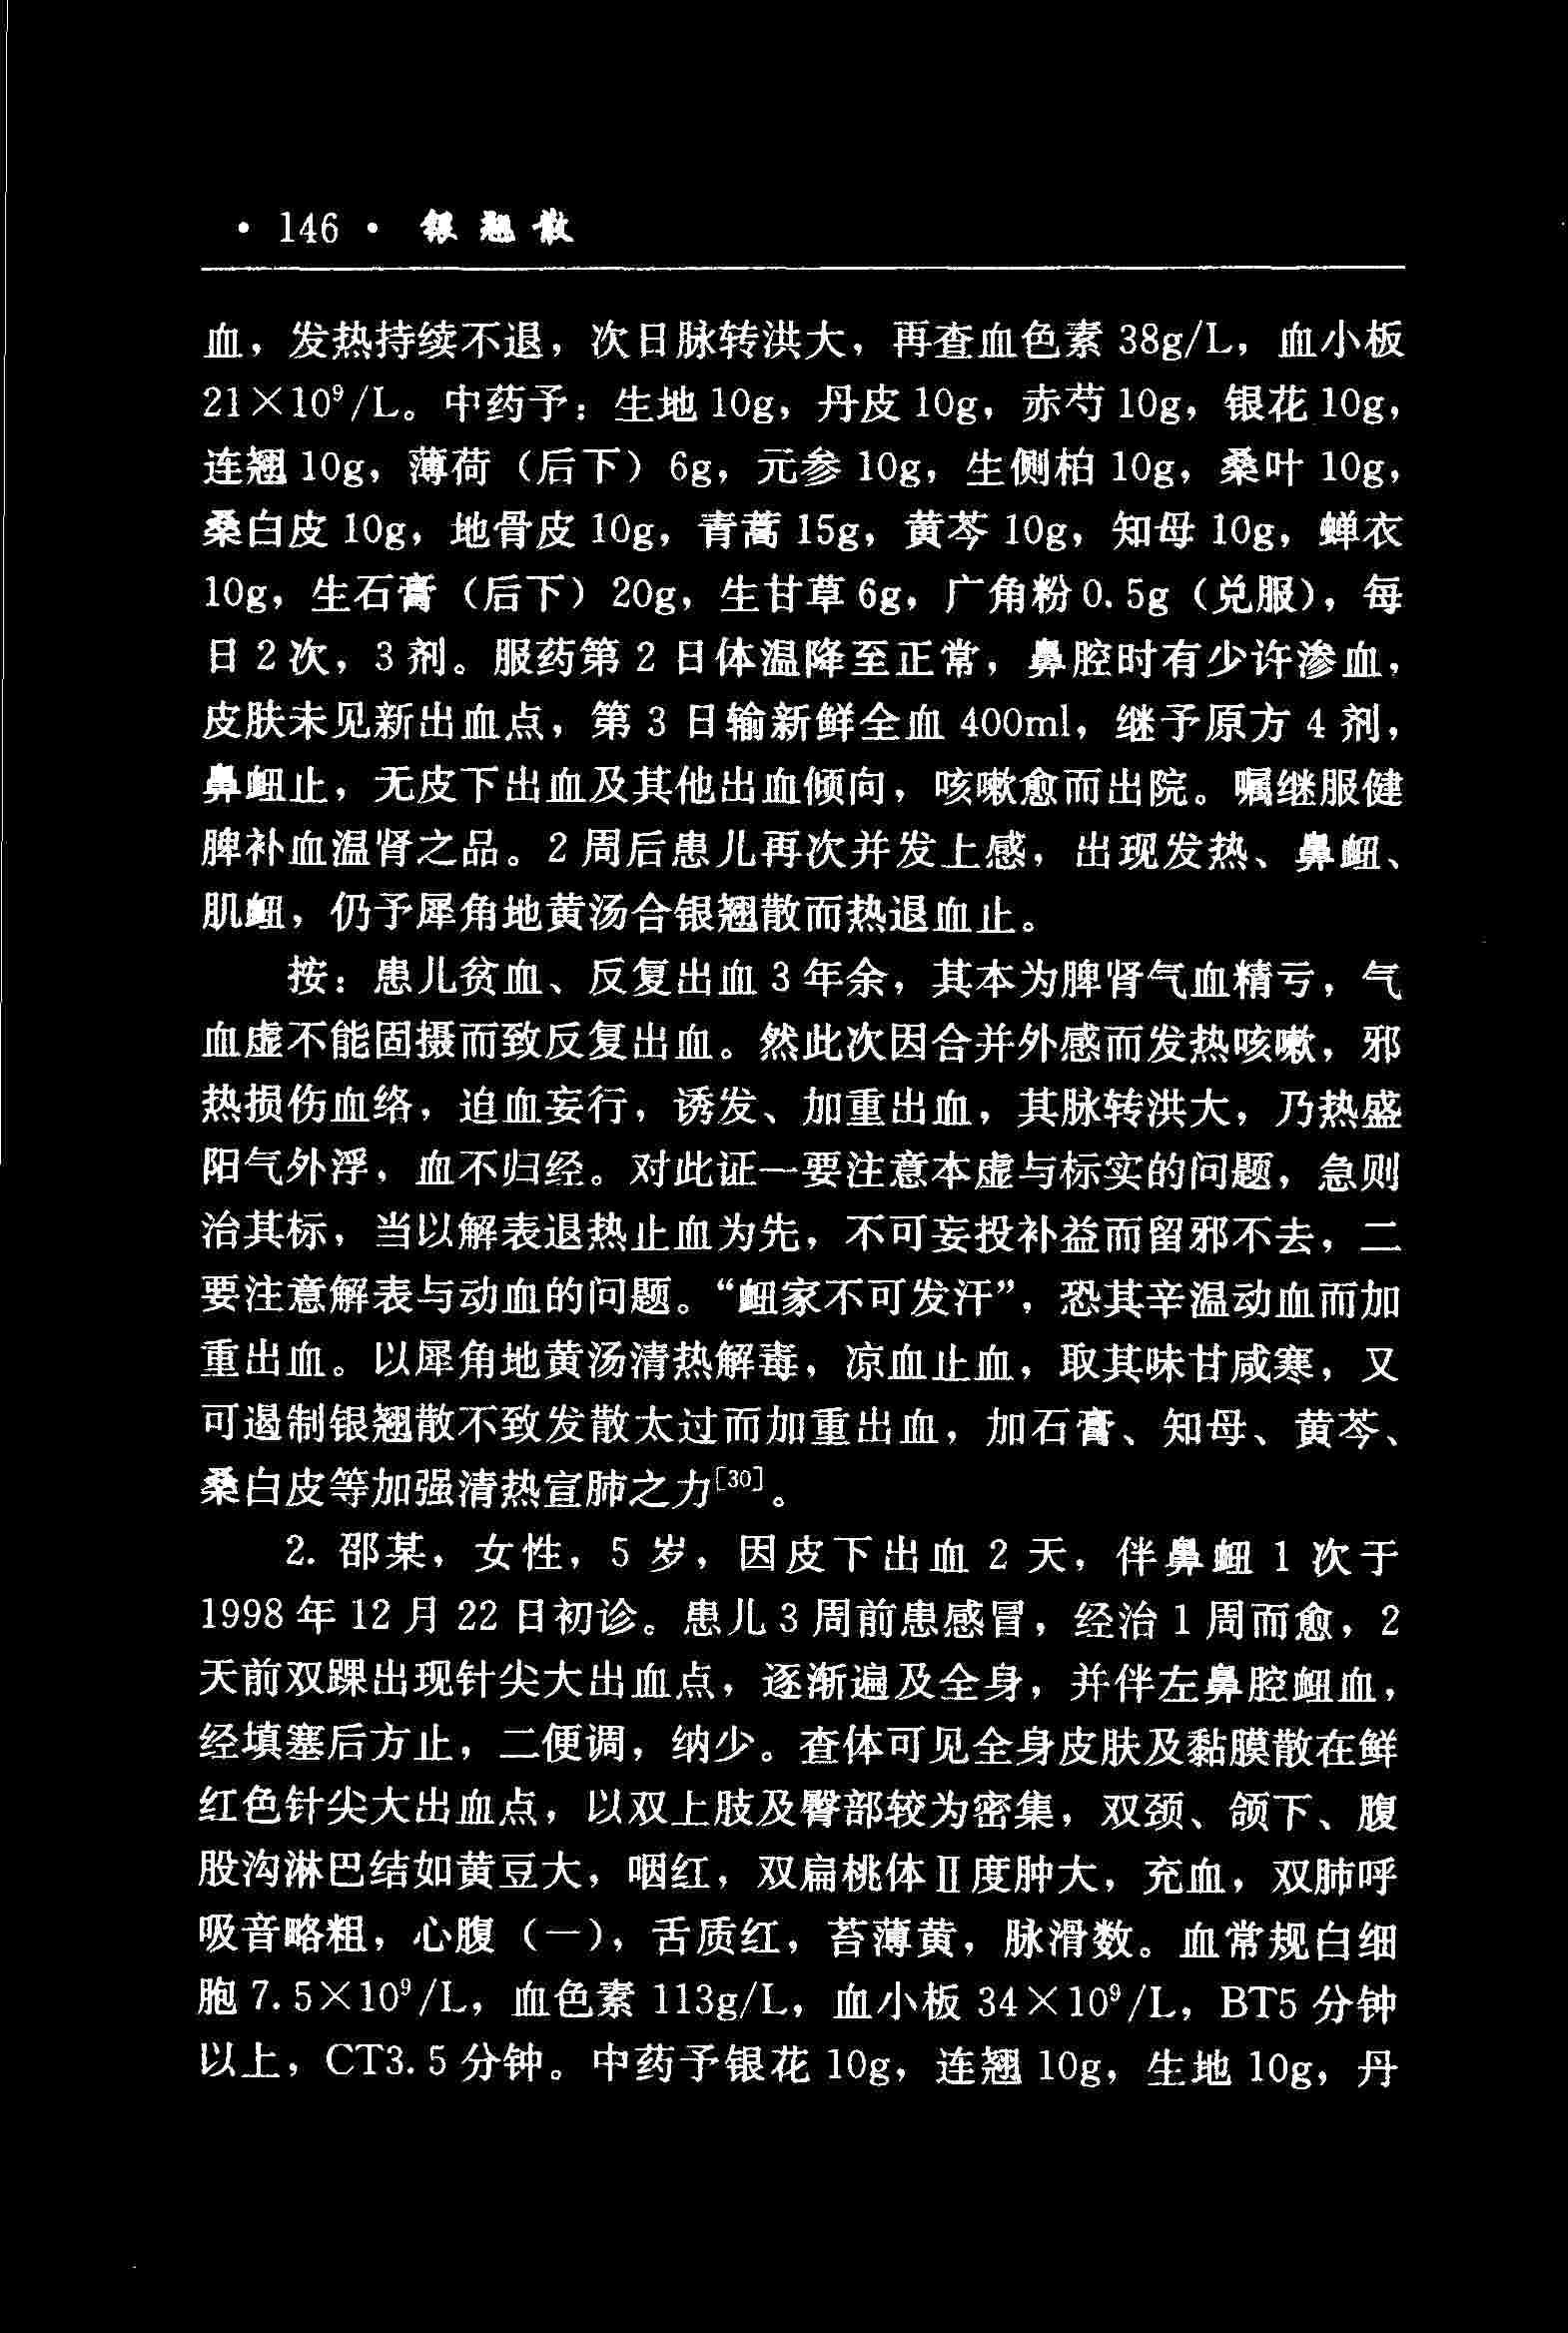 · 146 · 银翘散
血，发热持续不退，次日脉转洪大，再查血色素 38g/L，血小板
21×10⁹/L。中药予：生地 10g，丹皮 10g，赤芍 10g，银花 10g，
连翘 10g，薄荷（后下）6g，元参 10g，生侧柏 10g，桑叶 10g，
桑白皮 10g，地骨皮 10g，青蒿 15g，黄芩 10g，知母 10g，蝉衣
10g，生石膏（后下）20g，生甘草 6g，广角粉 0.5g（兑服），每
日 2 次，3 剂。服药第 2 日体温降至正常，鼻腔时有少许渗血，
皮肤未见新出血点，第 3 日输新鲜全血 400ml，继予原方 4 剂，
鼻衄止，无皮下出血及其他出血倾向，咳嗽愈而出院。嘱继服健
脾补血温肾之品。2 周后患儿再次并发上感，出现发热、鼻衄、
肌衄，仍予犀角地黄汤合银翘散而热退血止。
按：患儿贫血、反复出血 3 年余，其本为脾肾气血精亏，气
血虚不能固摄而致反复出血。然此次因合并外感而发热咳嗽，邪
热损伤血络，迫血妄行，诱发、加重出血，其脉转洪大，乃热盛
阳气外浮，血不归经。对此证一要注意本虚与标实的问题，急则
治其标，当以解表退热止血为先，不可妄投补益而留邪不去，二
要注意解表与动血的问题。“衄家不可发汗”，恐其辛温动血而加
重出血。以犀角地黄汤清热解毒，凉血止血，取其味甘咸寒，又
可遏制银翘散不致发散太过而加重出血，加石膏、知母、黄芩、
桑白皮等加强清热宣肺之力[30]。
2. 邵某，女性，5 岁，因皮下出血 2 天，伴鼻衄 1 次于
1998 年 12 月 22 日初诊。患儿 3 周前患感冒，经治 1 周而愈，2
天前双踝出现针尖大出血点，逐渐遍及全身，并伴左鼻腔衄血，
经填塞后方止，二便调，纳少。查体可见全身皮肤及黏膜散在鲜
红色针尖大出血点，以双上肢及臀部较为密集，双颈、颌下、腹
股沟淋巴结如黄豆大，咽红，双扁桃体Ⅱ度肿大，充血，双肺呼
吸音略粗，心腹（一），舌质红，苔薄黄，脉滑数。血常规白细
胞 7.5×10⁹/L，血色素 113g/L，血小板 34×10⁹/L，BT5 分钟
以上，CT3.5 分钟。中药予银花 10g，连翘 10g，生地 10g，丹